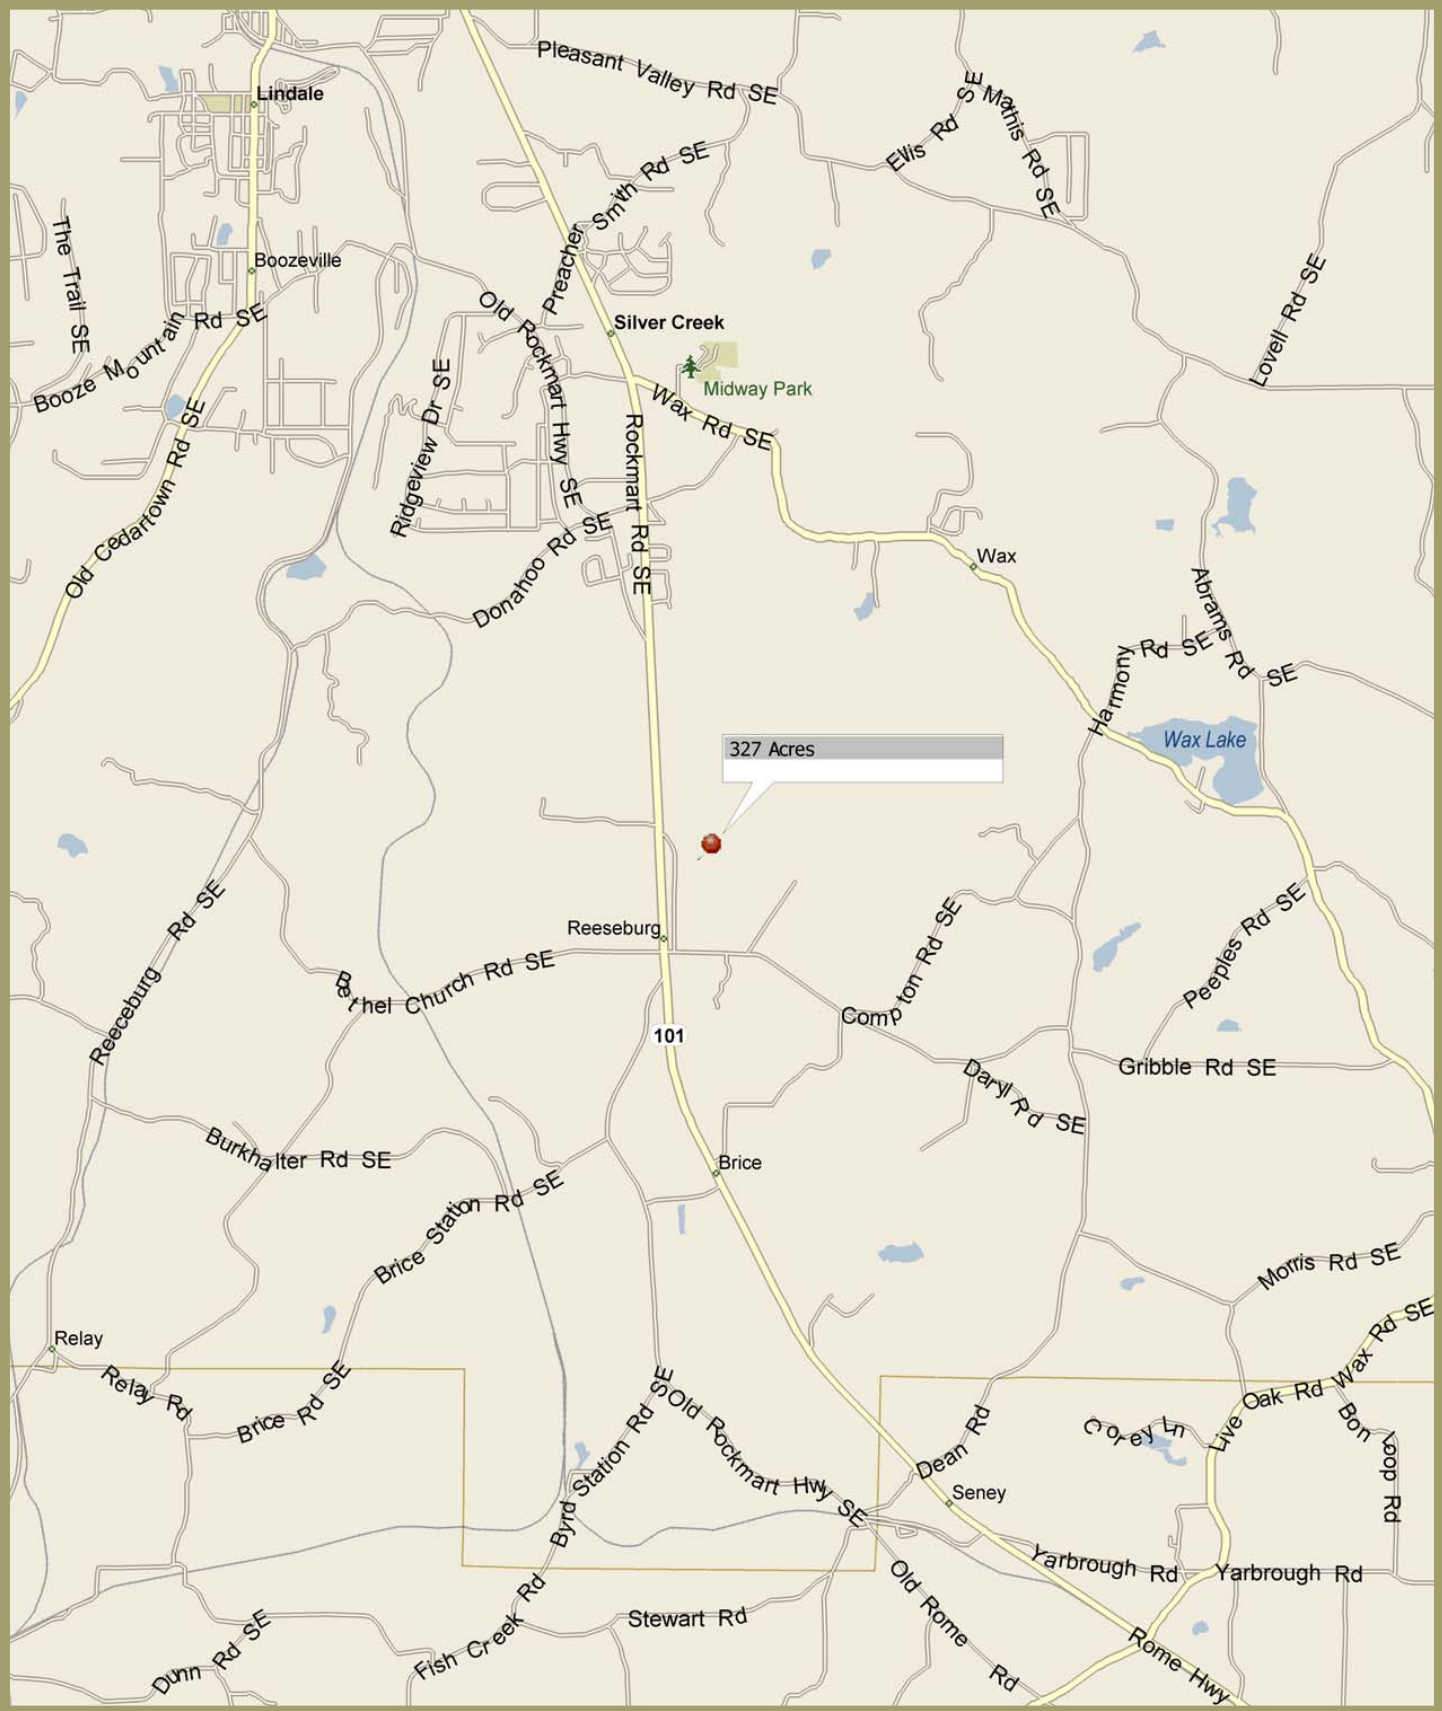 Pleasant Valley Rd SE
Lindale
Ellis Rd SE
Mathis Rd SE
Preacher Smith Rd SE
The Trail SE
Boozeville
Lovell Rd SE
Booze Mountain Rd SE
Old Rockmart Hwy SE
Silver Creek
Midway Park
Ridgeview Dr SE
Wax Rd SE
Rockmart Rd SE
Old Cedartown Rd SE
Donahoo Rd SE
Wax
Abrams Rd SE
Harmony Rd SE
Wax Lake
327 Acres
Reeceburg Rd SE
Reeseburg
Compton Rd SE
Peeples Rd SE
Bethel Church Rd SE
101
Gribble Rd SE
Daryl Rd SE
Burkhalter Rd SE
Brice
Brice Station Rd SE
Morris Rd SE
Relay
Relay Rd
Brice Rd SE
Byrd Station Rd SE
Old Rockmart Hwy SE
Dean Rd
Corey Ln
Live Oak Rd
Wax Rd SE
Bon Loop Rd
Seney
Yarbrough Rd
Yarbrough Rd
Old Rome Rd
Stewart Rd
Fish Creek Rd
Dunn Rd SE
Rome Hwy